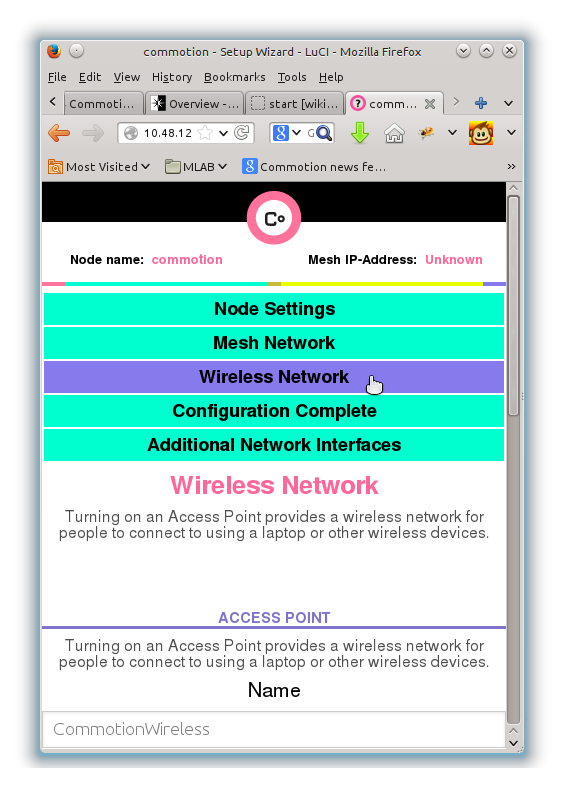 commotion - Setup Wizard - LuCI - Mozilla Firefox
File Edit View History Bookmarks Tools Help
Commoti... Overview -... start [wiki... ? comm...
10.48.12 8 G
Most Visited MLAB 8 Commotion news fe... »
Co
Node name: commotion Mesh IP-Address: Unknown
Node Settings
Mesh Network
Wireless Network
Configuration Complete
Additional Network Interfaces
Wireless Network
Turning on an Access Point provides a wireless network for
people to connect to using a laptop or other wireless devices.
ACCESS POINT
Turning on an Access Point provides a wireless network for
people to connect to using a laptop or other wireless devices.
Name
CommotionWireless